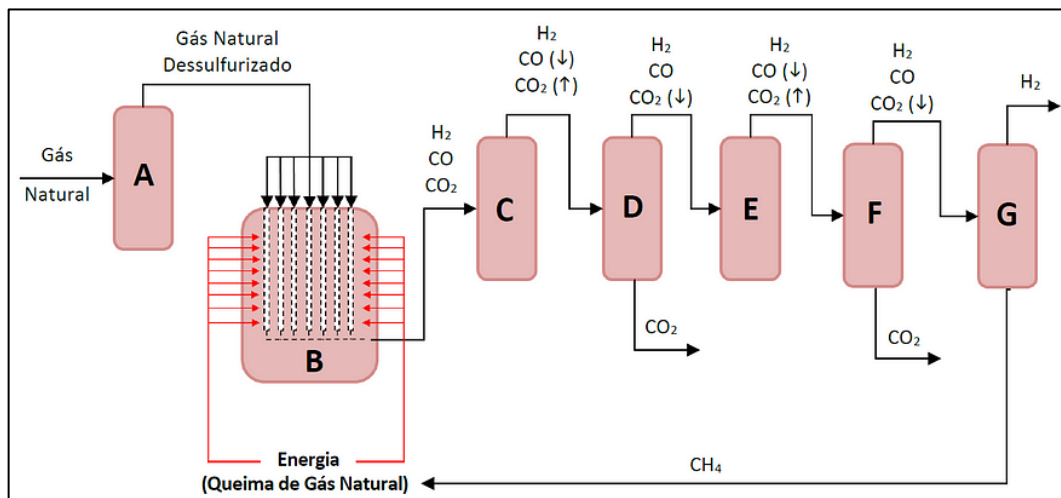 Gás Natural
Dessulfurizado
Gás
Natural
A
B
H₂
CO
CO₂
C
H₂
CO (↓)
CO₂ (↑)
D
CO₂
H₂
CO
CO₂ (↓)
E
H₂
CO (↓)
CO₂ (↑)
F
CO₂
H₂
CO
CO₂ (↓)
G
H₂
Energia
(Queima de Gás Natural)
CH₄